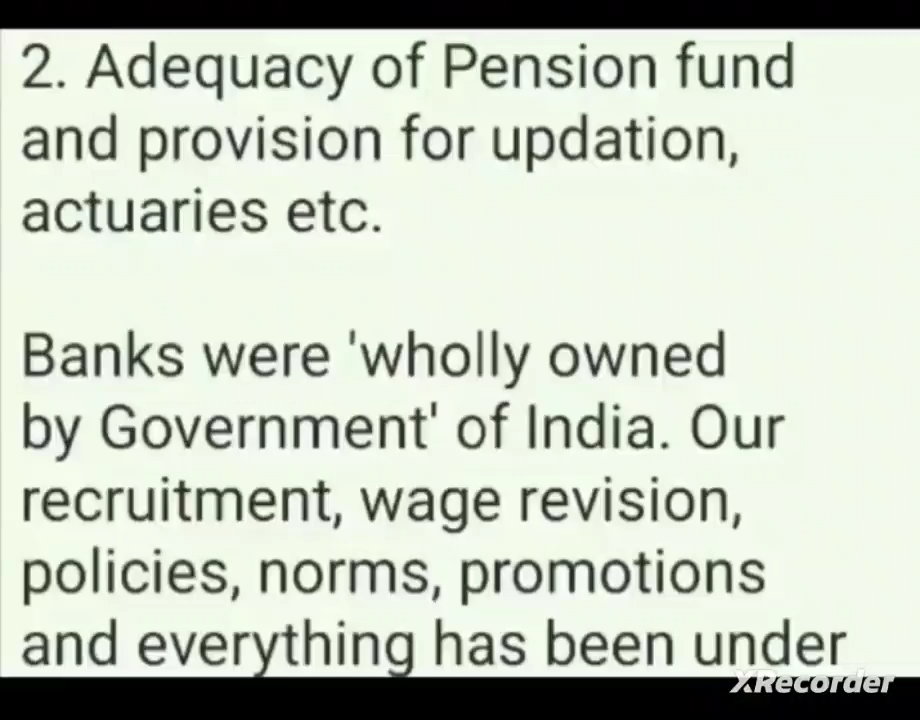 2. Adequacy of Pension fund
and provision for updation,
actuaries etc.
Banks were 'wholly owned
by Government' of India. Our
recruitment, wage revision,
policies, norms, promotions
and everything has been under
XRecorder